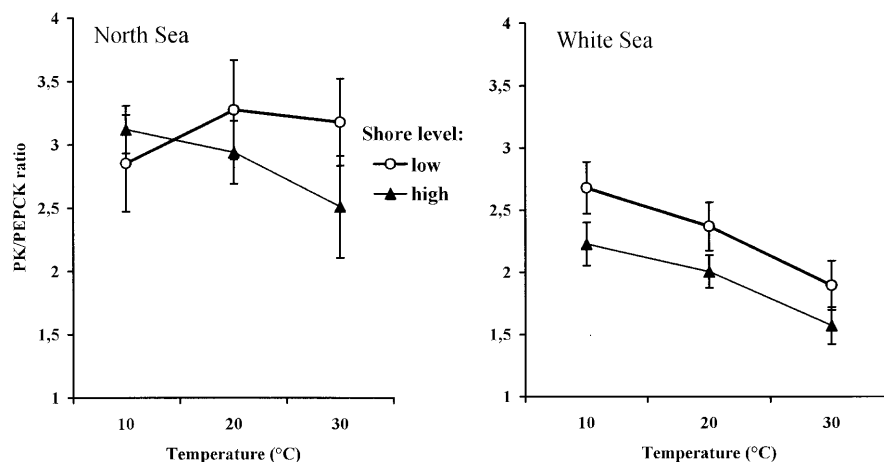 North Sea
4
3,5
3
2,5
2
1,5
1
PK/PEPCK ratio
10
20
30
Temperature (°C)
Shore level:
low
high
White Sea
4
3,5
3
2,5
2
1,5
1
10
20
30
Temperature (°C)